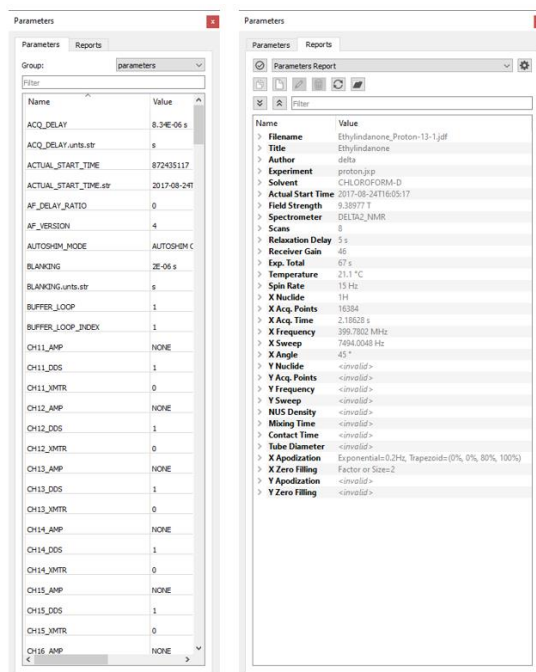 Parameters
Parameters Reports
Group: parameters
Filter
Name Value
ACQ_DELAY 8.34E-06 s
ACQ_DELAY.unts.str s
ACTUAL_START_TIME 872435117
ACTUAL_START_TIME.str 2017-08-24T
AF_DELAY_RATIO 0
AF_VERSION 4
AUTOSHIM_MODE AUTOSHIM C
BLANKING 2E-06 s
BLANKING.unts.str s
BUFFER_LOOP 1
BUFFER_LOOP_INDEX 1
CH11_AMP NONE
CH11_DDS 1
CH11_XMTR 0
CH12_AMP NONE
CH12_DDS 1
CH12_XMTR 0
CH13_AMP NONE
CH13_DDS 1
CH13_XMTR 0
CH14_AMP NONE
CH14_DDS 1
CH14_XMTR 0
CH15_AMP NONE
CH15_DDS 1
CH15_XMTR 0
CH16_AMP NONE
Parameters
Parameters Reports
Parameters Report
Filter
Name Value
Filename Ethylindanone_Proton-13-1.jdf
Title Ethylindanone
Author delta
Experiment proton.jxp
Solvent CHLOROFORM-D
Actual Start Time 2017-08-24T16:05:17
Field Strength 9.38977 T
Spectrometer DELTA2_NMR
Scans 8
Relaxation Delay 5 s
Receiver Gain 46
Exp. Total 67 s
Temperature 21.1 °C
Spin Rate 15 Hz
X Nuclide 1H
X Acq. Points 16384
X Acq. Time 2.18628 s
X Frequency 399.7802 MHz
X Sweep 7494.0048 Hz
X Angle 45 °
Y Nuclide <invalid>
Y Acq. Points <invalid>
Y Frequency <invalid>
Y Sweep <invalid>
NUS Density <invalid>
Mixing Time <invalid>
Contact Time <invalid>
Tube Diameter <invalid>
X Apodization Exponential=0.2Hz, Trapezoid=(0%, 0%, 80%, 100%)
X Zero Filling Factor or Size=2
Y Apodization <invalid>
Y Zero Filling <invalid>